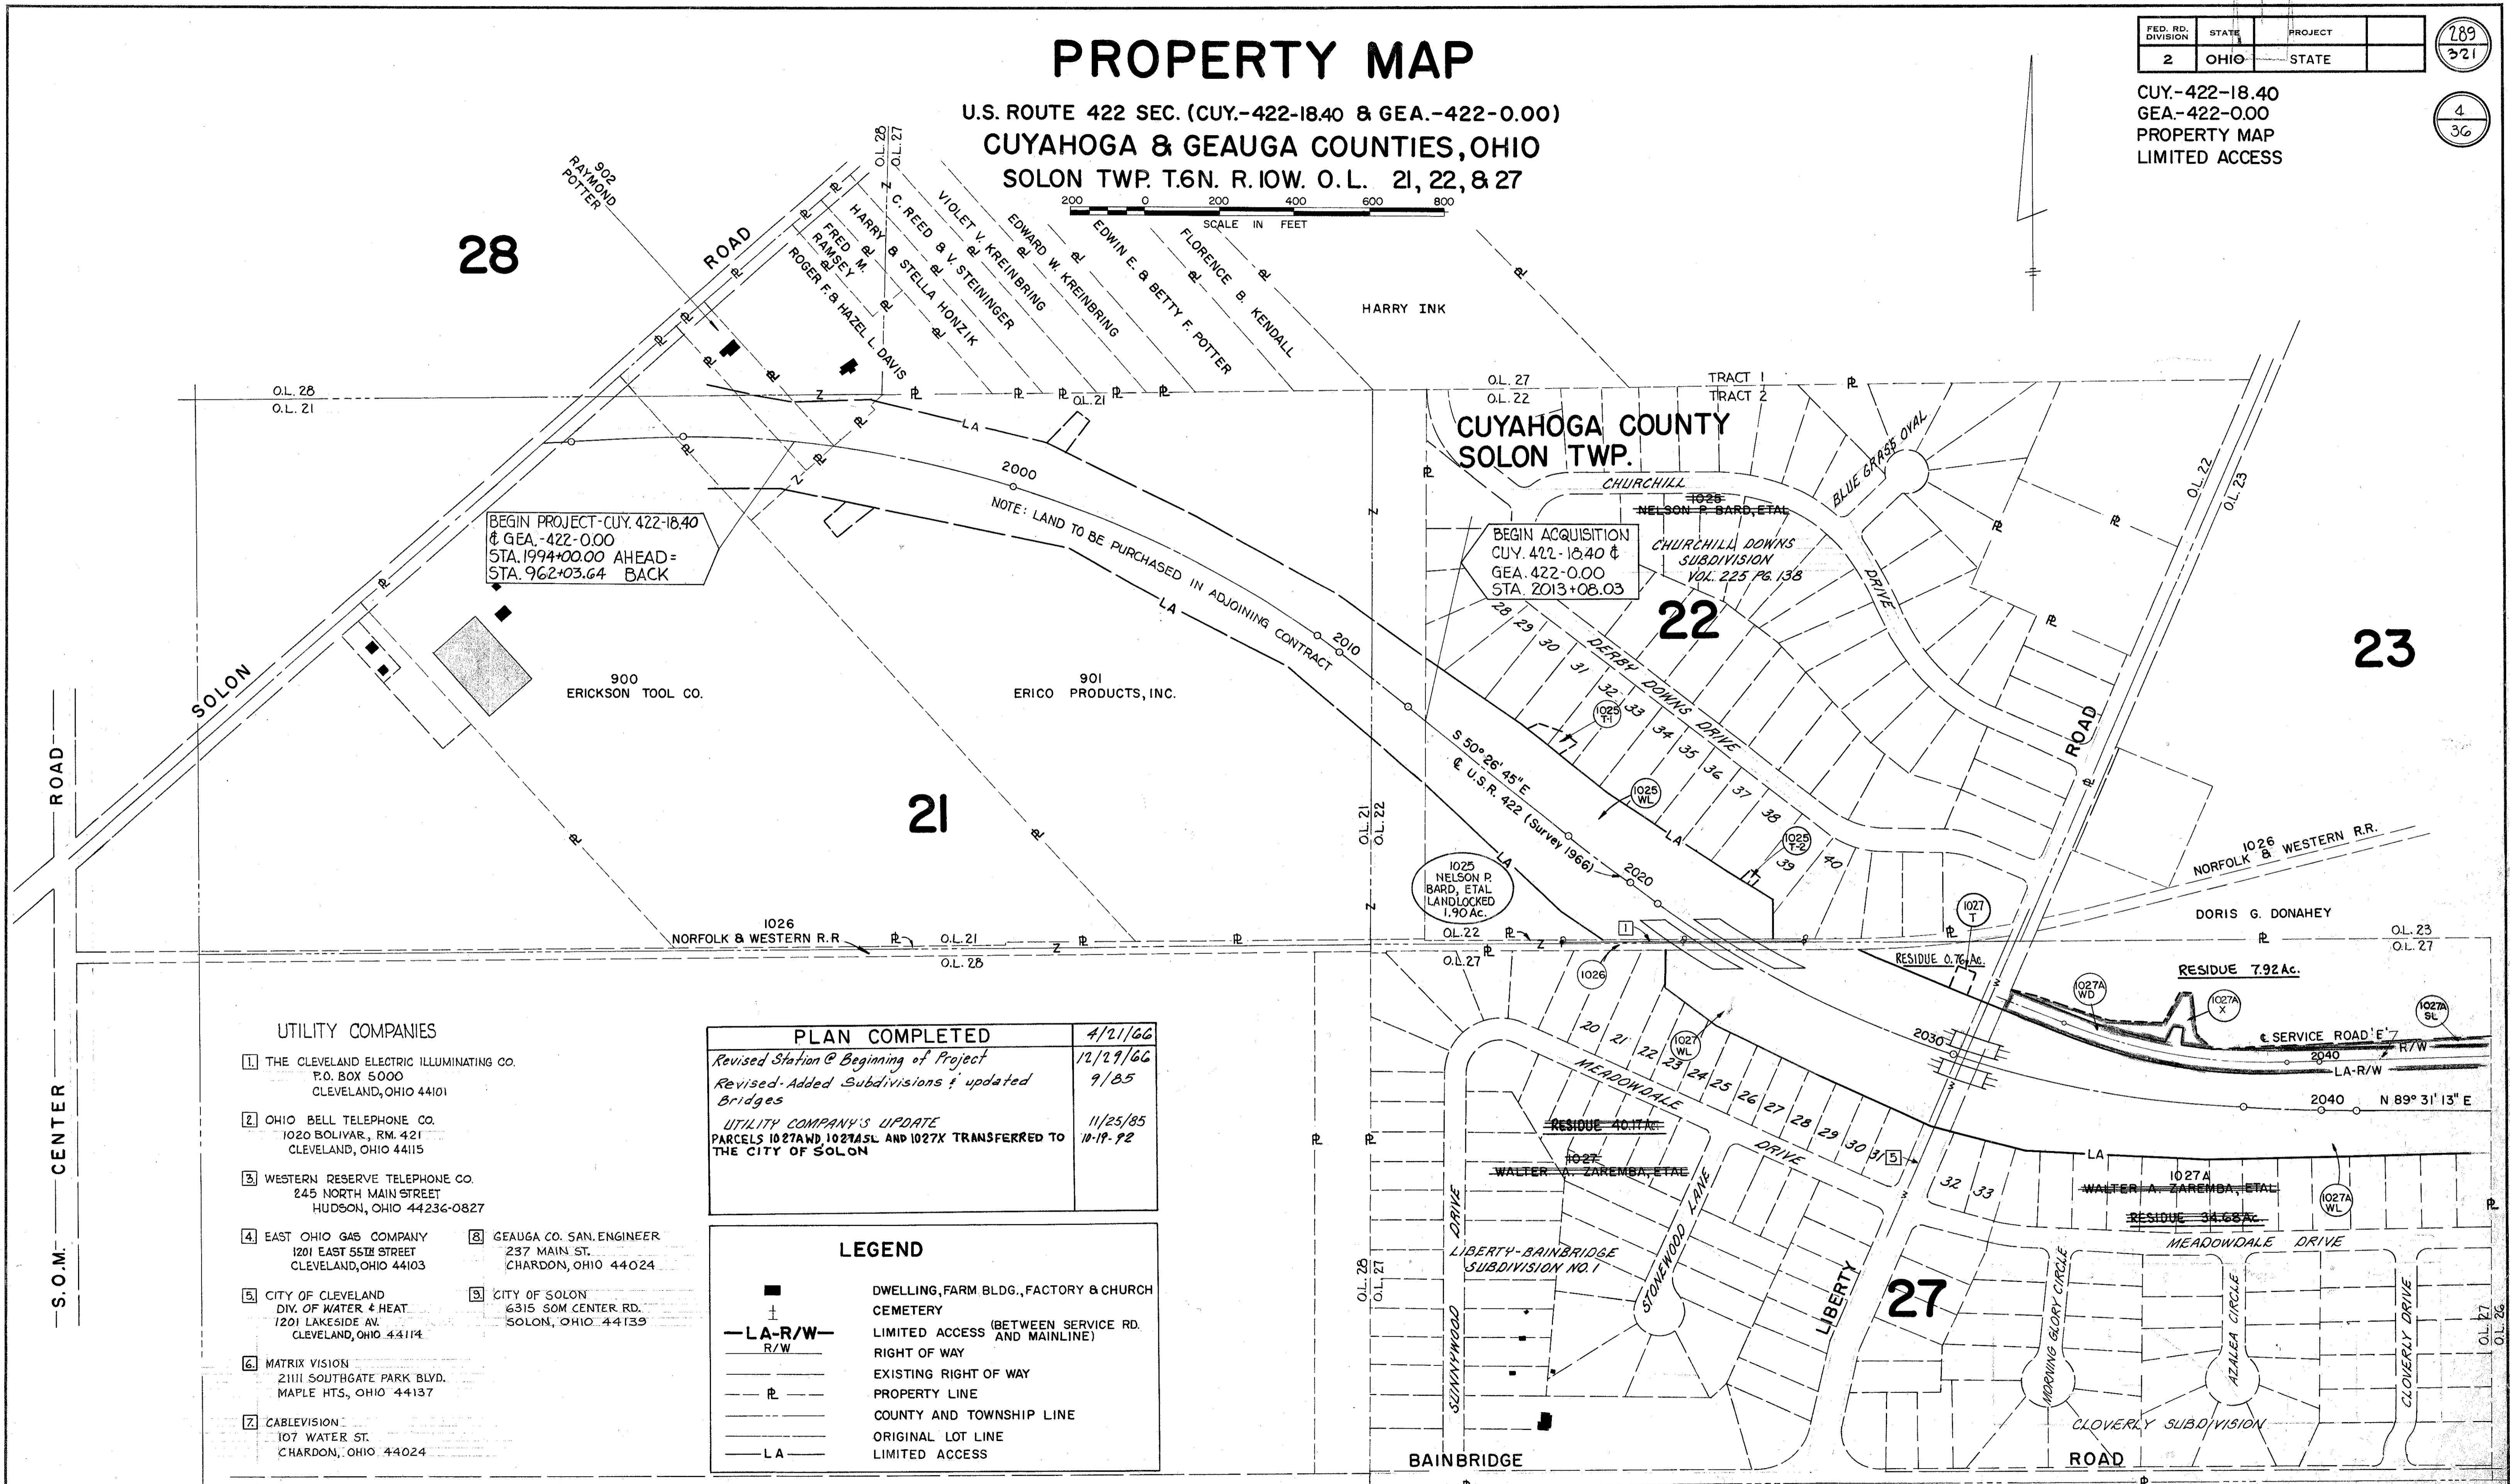 PROPERTY MAP
U.S. ROUTE 422 SEC. (CUY.-422-18.40 & GEA.-422-0.00)
CUYAHOGA & GEAUGA COUNTIES, OHIO
SOLON TWP. T.6N. R.10W. O.L. 21, 22, & 27
200 0 200 400 600 800
SCALE IN FEET
FED. RD. DIVISION STATE PROJECT
2 OHIO STATE
289
321
CUY.-422-18.40
GEA.-422-0.00
PROPERTY MAP
LIMITED ACCESS
4
36
28
902
RAYMOND
POTTER
ROAD
O.L. 28
O.L. 27
FRED M.
RAMSEY
ROGER F. & HAZEL L. DAVIS
HARRY & STELLA HONZIK
C. REED & V. STEININGER
VIOLET V. KREINBRING
EDWARD W. KREINBRING
EDWIN E. & BETTY F. POTTER
FLORENCE B. KENDALL
HARRY INK
O.L. 28
O.L. 21
O.L. 21
O.L. 27
O.L. 22
TRACT 1
TRACT 2
CUYAHOGA COUNTY
SOLON TWP.
CHURCHILL
BLUE GRASS OVAL
DRIVE
1025
NELSON P. BARD, ETAL
CHURCHILL DOWNS
SUBDIVISION
VOL. 225 PG. 138
O.L. 22
O.L. 23
BEGIN PROJECT-CUY. 422-18.40
& GEA.-422-0.00
STA. 1994+00.00 AHEAD=
STA. 962+03.64 BACK
2000
NOTE: LAND TO BE PURCHASED IN ADJOINING CONTRACT
LA
LA
2010
BEGIN ACQUISITION
CUY. 422-18.40 &
GEA. 422-0.00
STA. 2013+08.03
22
23
SOLON
900
ERICKSON TOOL CO.
901
ERICO PRODUCTS, INC.
28 29 30 31 32 33 34 35 36 37 38 39 40
DERBY DOWNS DRIVE
1025
T-1
1025
WL
1025
T-2
S 50° 26' 45" E
℄ U.S.R. 422 (Survey 1966)
LA
LA
2020
ROAD
21
O.L. 21
O.L. 22
1025
NELSON P.
BARD, ETAL
LANDLOCKED
1.90 Ac.
1026
NORFOLK & WESTERN R.R.
1026
NORFOLK & WESTERN R.R
O.L. 21
O.L. 28
O.L. 22
O.L. 27
1
1026
1027
T
RESIDUE 0.76 Ac.
DORIS G. DONAHEY
O.L. 23
O.L. 27
RESIDUE 7.92 Ac.
1027A
WD
1027A
X
1027A
SL
℄ SERVICE ROAD 'E'
2040
R/W
LA-R/W
2030
2040
N 89° 31' 13" E
20 21 22 23 24 25 26 27 28 29 30 31
1027
WL
MEADOWDALE DRIVE
RESIDUE 40.17 Ac.
1027
WALTER A. ZAREMBA, ETAL
5
32 33
LA
1027A
WALTER A. ZAREMBA, ETAL
RESIDUE 34.68 Ac.
1027A
WL
MEADOWDALE DRIVE
LIBERTY-BAINBRIDGE
SUBDIVISION NO. 1
STONEWOOD LANE
SUNNYWOOD DRIVE
O.L. 28
O.L. 27
LIBERTY
27
MORNING GLORY CIRCLE
AZALEA CIRCLE
CLOVERLY DRIVE
O.L. 27
O.L. 26
CLOVERLY SUBDIVISION
BAINBRIDGE
ROAD
ROAD
S.O.M. CENTER
UTILITY COMPANIES
1. THE CLEVELAND ELECTRIC ILLUMINATING CO.
P.O. BOX 5000
CLEVELAND, OHIO 44101
2. OHIO BELL TELEPHONE CO.
1020 BOLIVAR, RM. 421
CLEVELAND, OHIO 44115
3. WESTERN RESERVE TELEPHONE CO.
245 NORTH MAIN STREET
HUDSON, OHIO 44236-0827
4. EAST OHIO GAS COMPANY
1201 EAST 55TH STREET
CLEVELAND, OHIO 44103
5. CITY OF CLEVELAND
DIV. OF WATER & HEAT
1201 LAKESIDE AV.
CLEVELAND, OHIO 44114
6. MATRIX VISION
21111 SOUTHGATE PARK BLVD.
MAPLE HTS., OHIO 44137
7. CABLEVISION
107 WATER ST.
CHARDON, OHIO 44024
8. GEAUGA CO. SAN. ENGINEER
237 MAIN ST.
CHARDON, OHIO 44024
9. CITY OF SOLON
6315 SOM CENTER RD.
SOLON, OHIO 44139
PLAN COMPLETED 4/21/66
Revised Station @ Beginning of Project 12/29/66
Revised-Added Subdivisions & updated 9/85
Bridges
UTILITY COMPANY'S UPDATE 11/25/85
PARCELS 1027AWD, 1027ASL AND 1027X TRANSFERRED TO 10-19-92
THE CITY OF SOLON
LEGEND
DWELLING, FARM BLDG., FACTORY & CHURCH
CEMETERY
LA-R/W LIMITED ACCESS (BETWEEN SERVICE RD. AND MAINLINE)
R/W RIGHT OF WAY
EXISTING RIGHT OF WAY
PL PROPERTY LINE
COUNTY AND TOWNSHIP LINE
ORIGINAL LOT LINE
LA LIMITED ACCESS